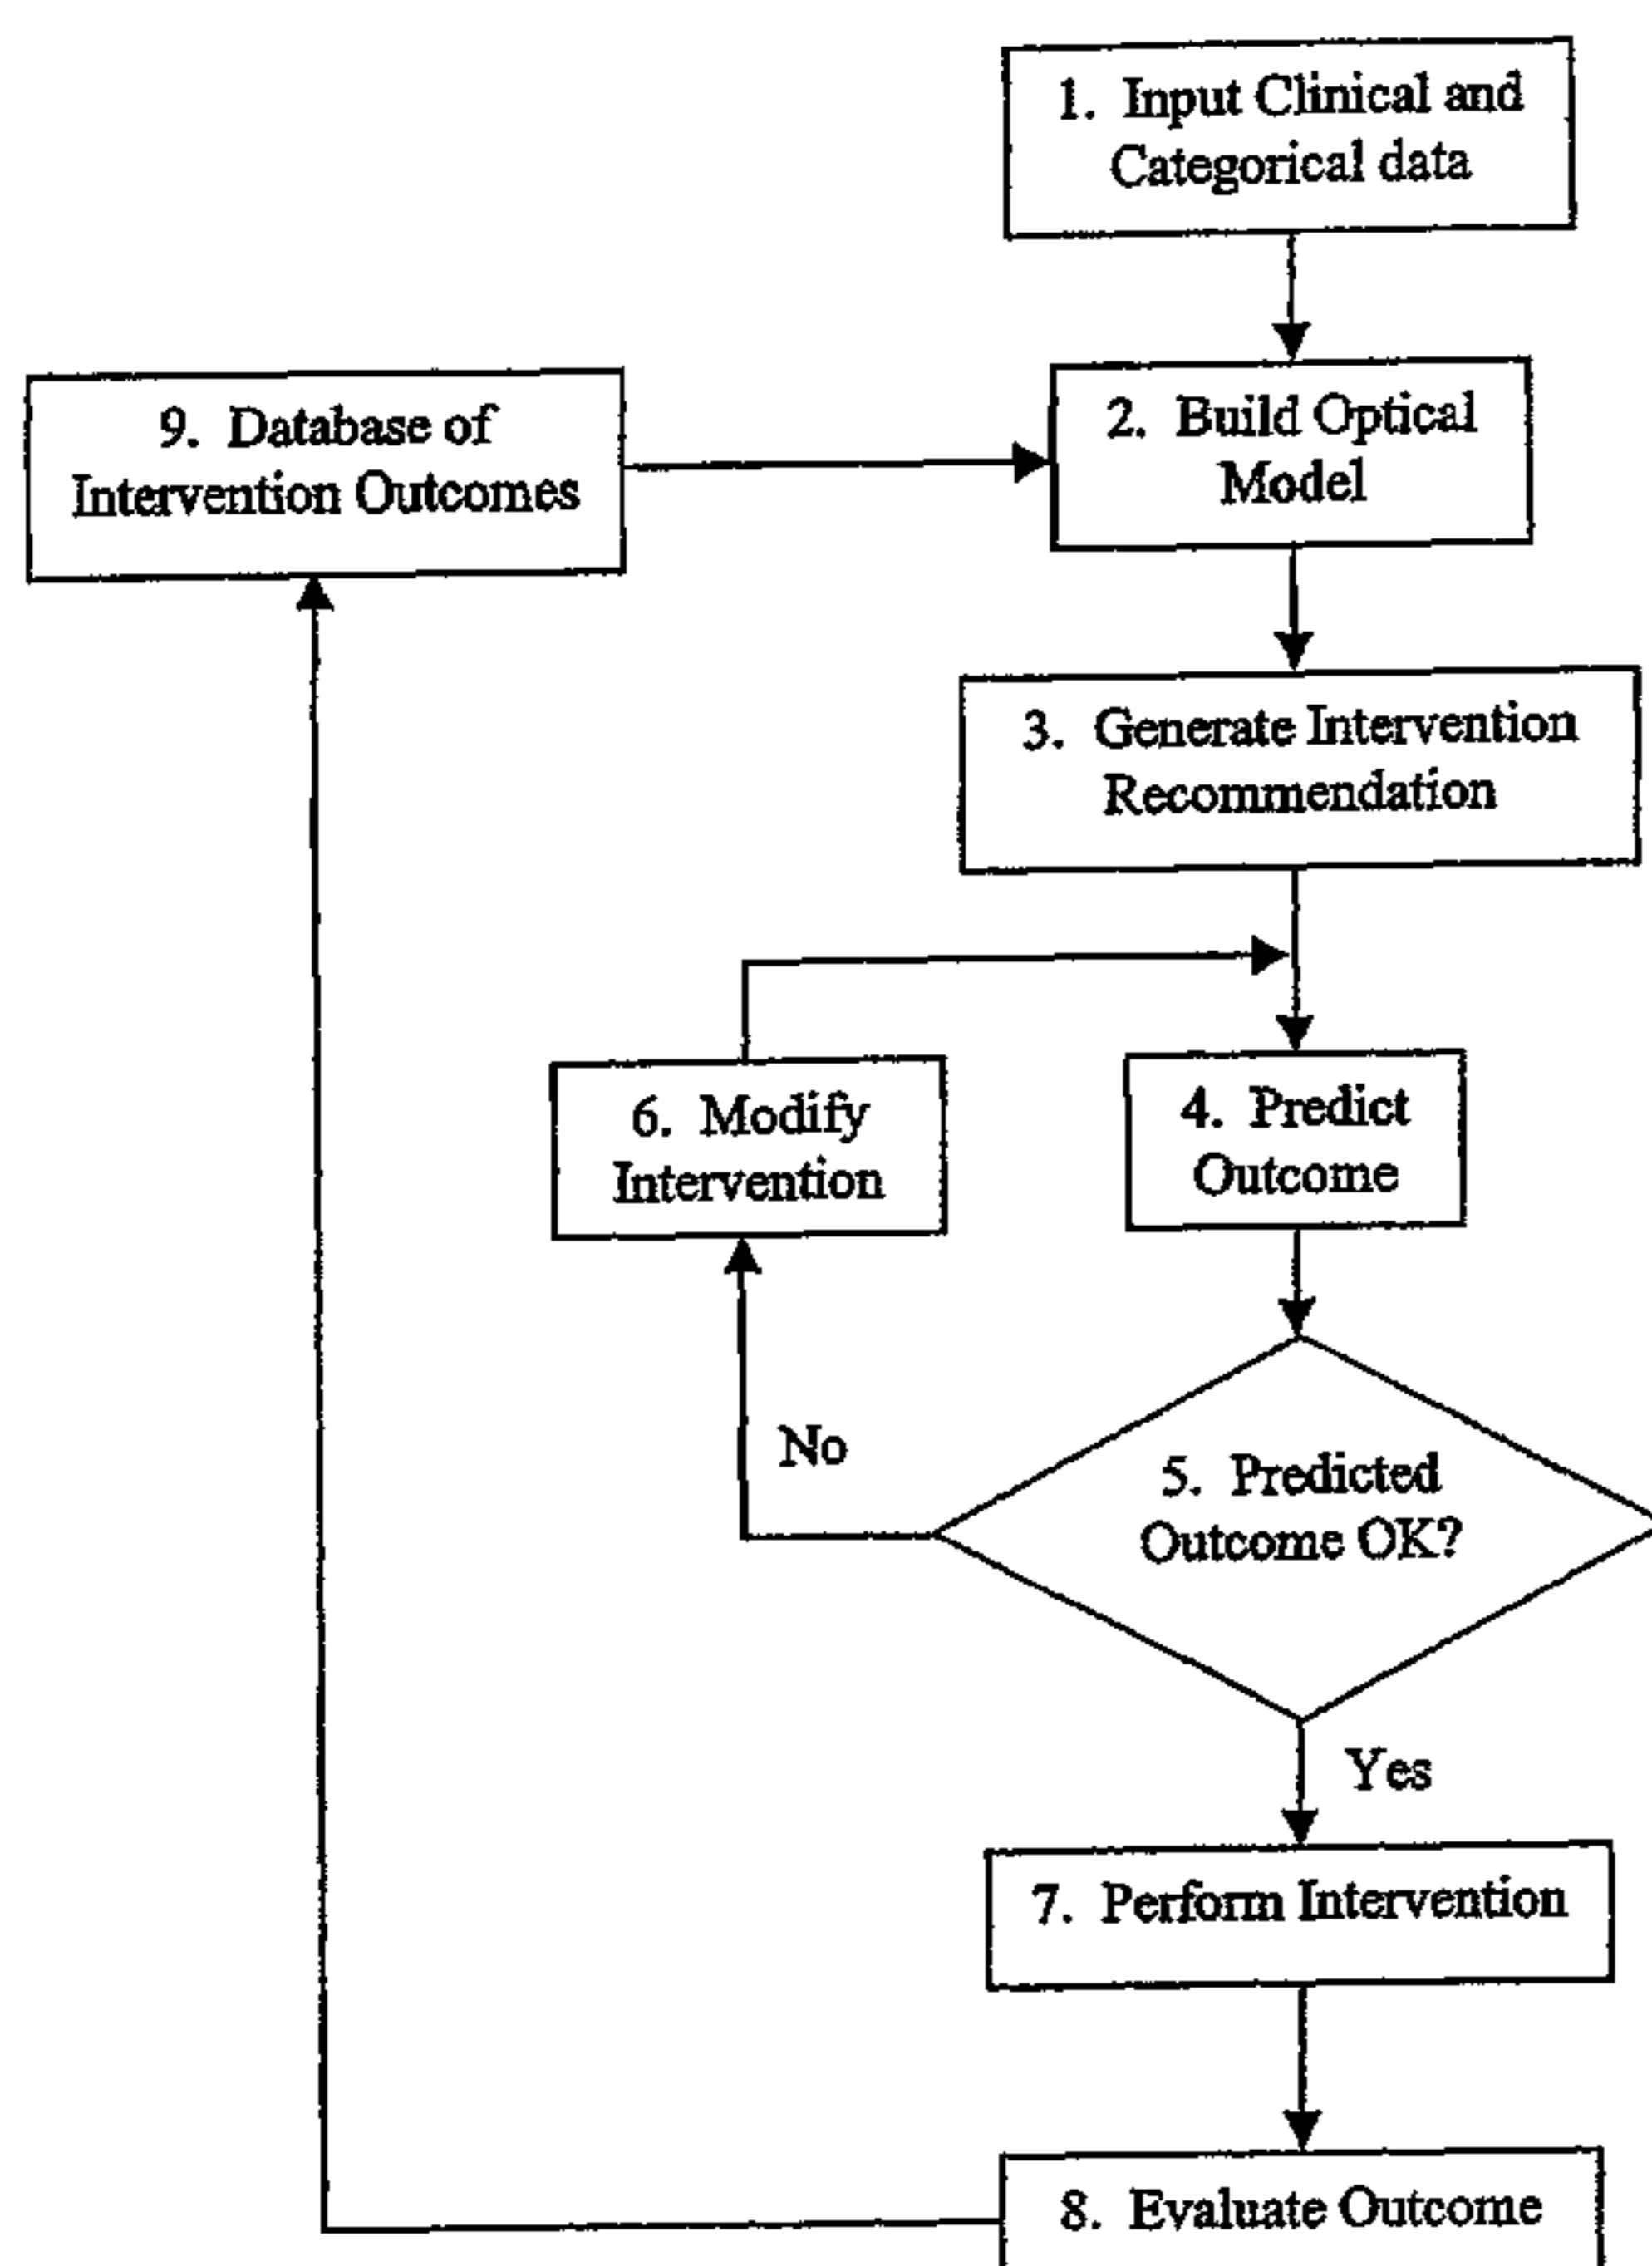 1. Input Clinical and
Categorical data
9. Database of
Intervention Outcomes
2. Build Optical
Model
3. Generate Intervention
Recommendation
6. Modify
Intervention
4. Predict
Outcome
No
5. Predicted
Outcome OK?
Yes
7. Perform Intervention
8. Evaluate Outcome